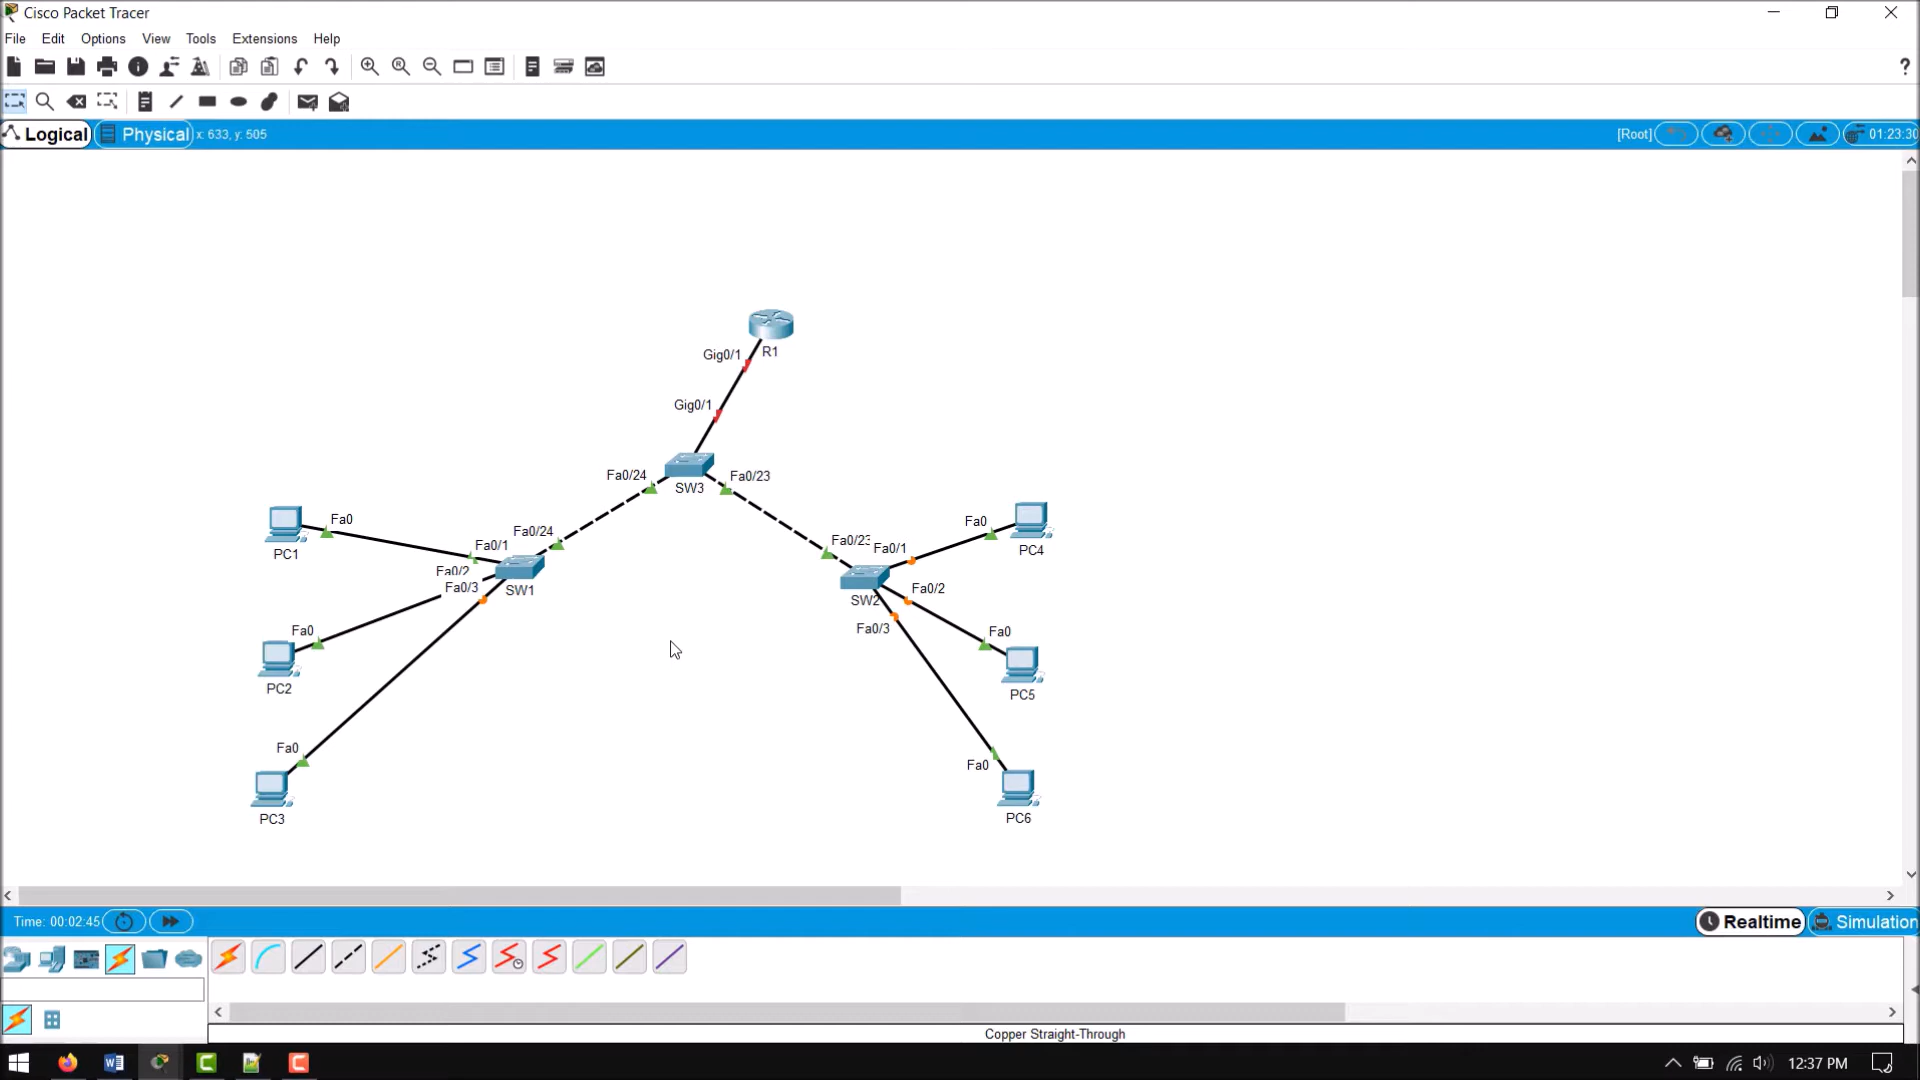 Cisco Packet Tracer
File Edit Options View Tools Extensions Help
?
Logical Physical x: 633, y: 505 [Root] 01:23:30
R1
Gig0/1
Gig0/1
SW3
Fa0/24
Fa0/23
PC1
Fa0
Fa0/1
Fa0/24
Fa0/2
Fa0/3
SW1
Fa0
PC2
Fa0
PC3
Fa0/23
Fa0/1
Fa0
PC4
SW2
Fa0/2
Fa0/3
Fa0
PC5
Fa0
PC6
Time: 00:02:45 Realtime Simulation
Copper Straight-Through
12:37 PM